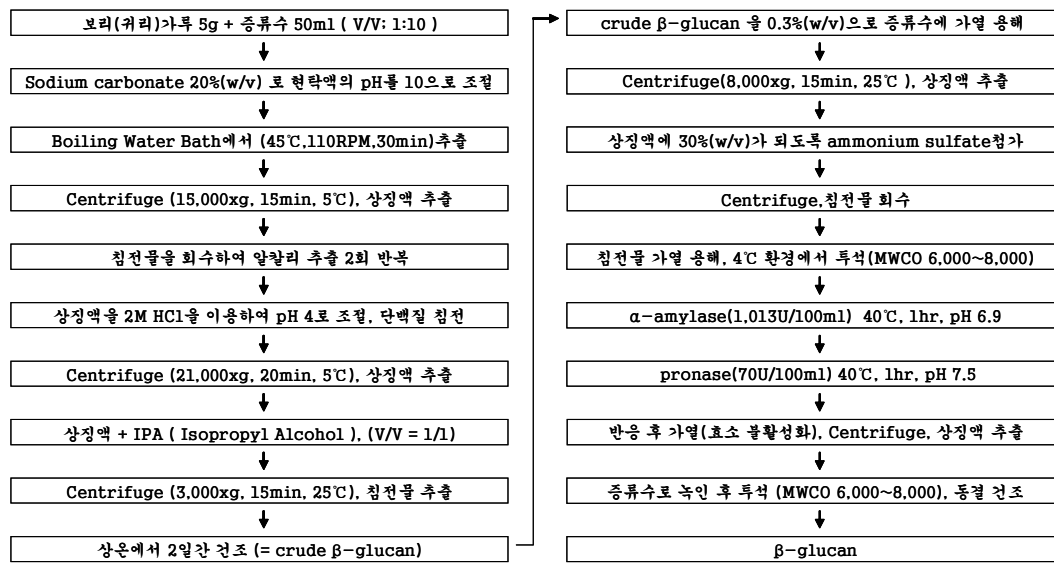 보리(귀리)가루 5g + 증류수 50ml ( V/V: 1:10 )
Sodium carbonate 20%(w/v) 로 현탁액의 pH를 10으로 조절
Boiling Water Bath에서 (45℃,110RPM,30min)추출
Centrifuge (15,000xg, 15min, 5℃), 상징액 추출
침전물을 회수하여 알칼리 추출 2회 반복
상징액을 2M HCl을 이용하여 pH 4로 조절, 단백질 침전
Centrifuge (21,000xg, 20min, 5℃), 상징액 추출
상징액 + IPA ( Isopropyl Alcohol ), (V/V = 1/1)
Centrifuge (3,000xg, 15min, 25℃), 침전물 추출
상온에서 2일간 건조 (= crude β-glucan)
crude β-glucan 을 0.3%(w/v)으로 증류수에 가열 용해
Centrifuge(8,000xg, 15min, 25℃ ), 상징액 추출
상징액에 30%(w/v)가 되도록 ammonium sulfate첨가
Centrifuge,침전물 회수
침전물 가열 용해, 4℃ 환경에서 투석(MWCO 6,000~8,000)
α-amylase(1,013U/100ml) 40℃, 1hr, pH 6.9
pronase(70U/100ml) 40℃, 1hr, pH 7.5
반응 후 가열(효소 불활성화), Centrifuge, 상징액 추출
증류수로 녹인 후 투석 (MWCO 6,000~8,000), 동결 건조
β-glucan